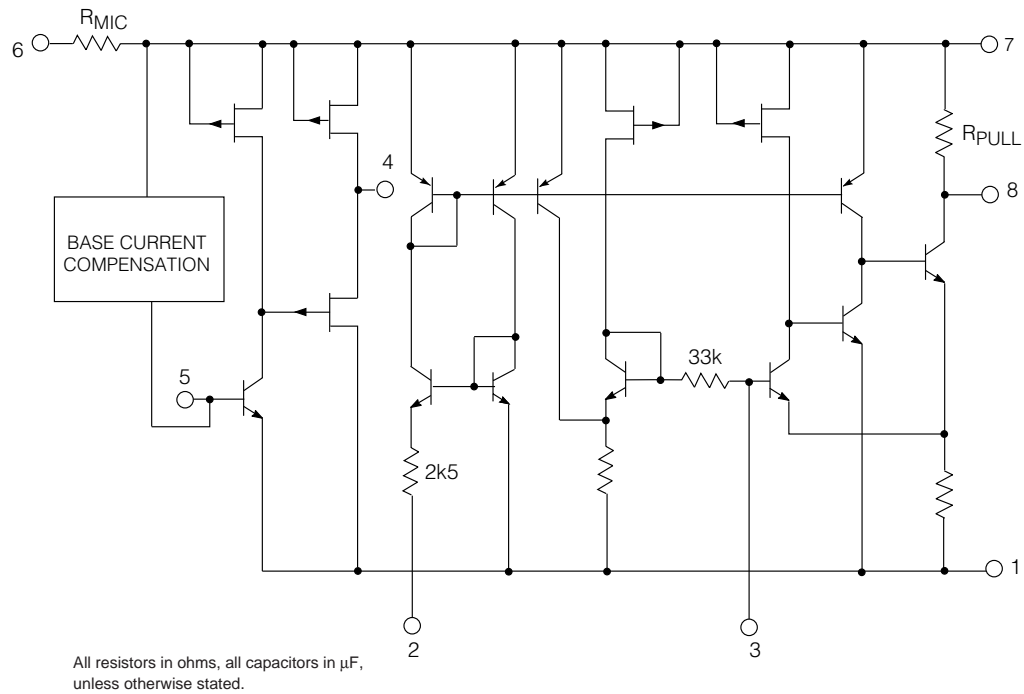 R_MIC
6
7
R_PULL
4
8
BASE CURRENT
COMPENSATION
33k
5
2k5
1
2
3
All resistors in ohms, all capacitors in μF,
unless otherwise stated.